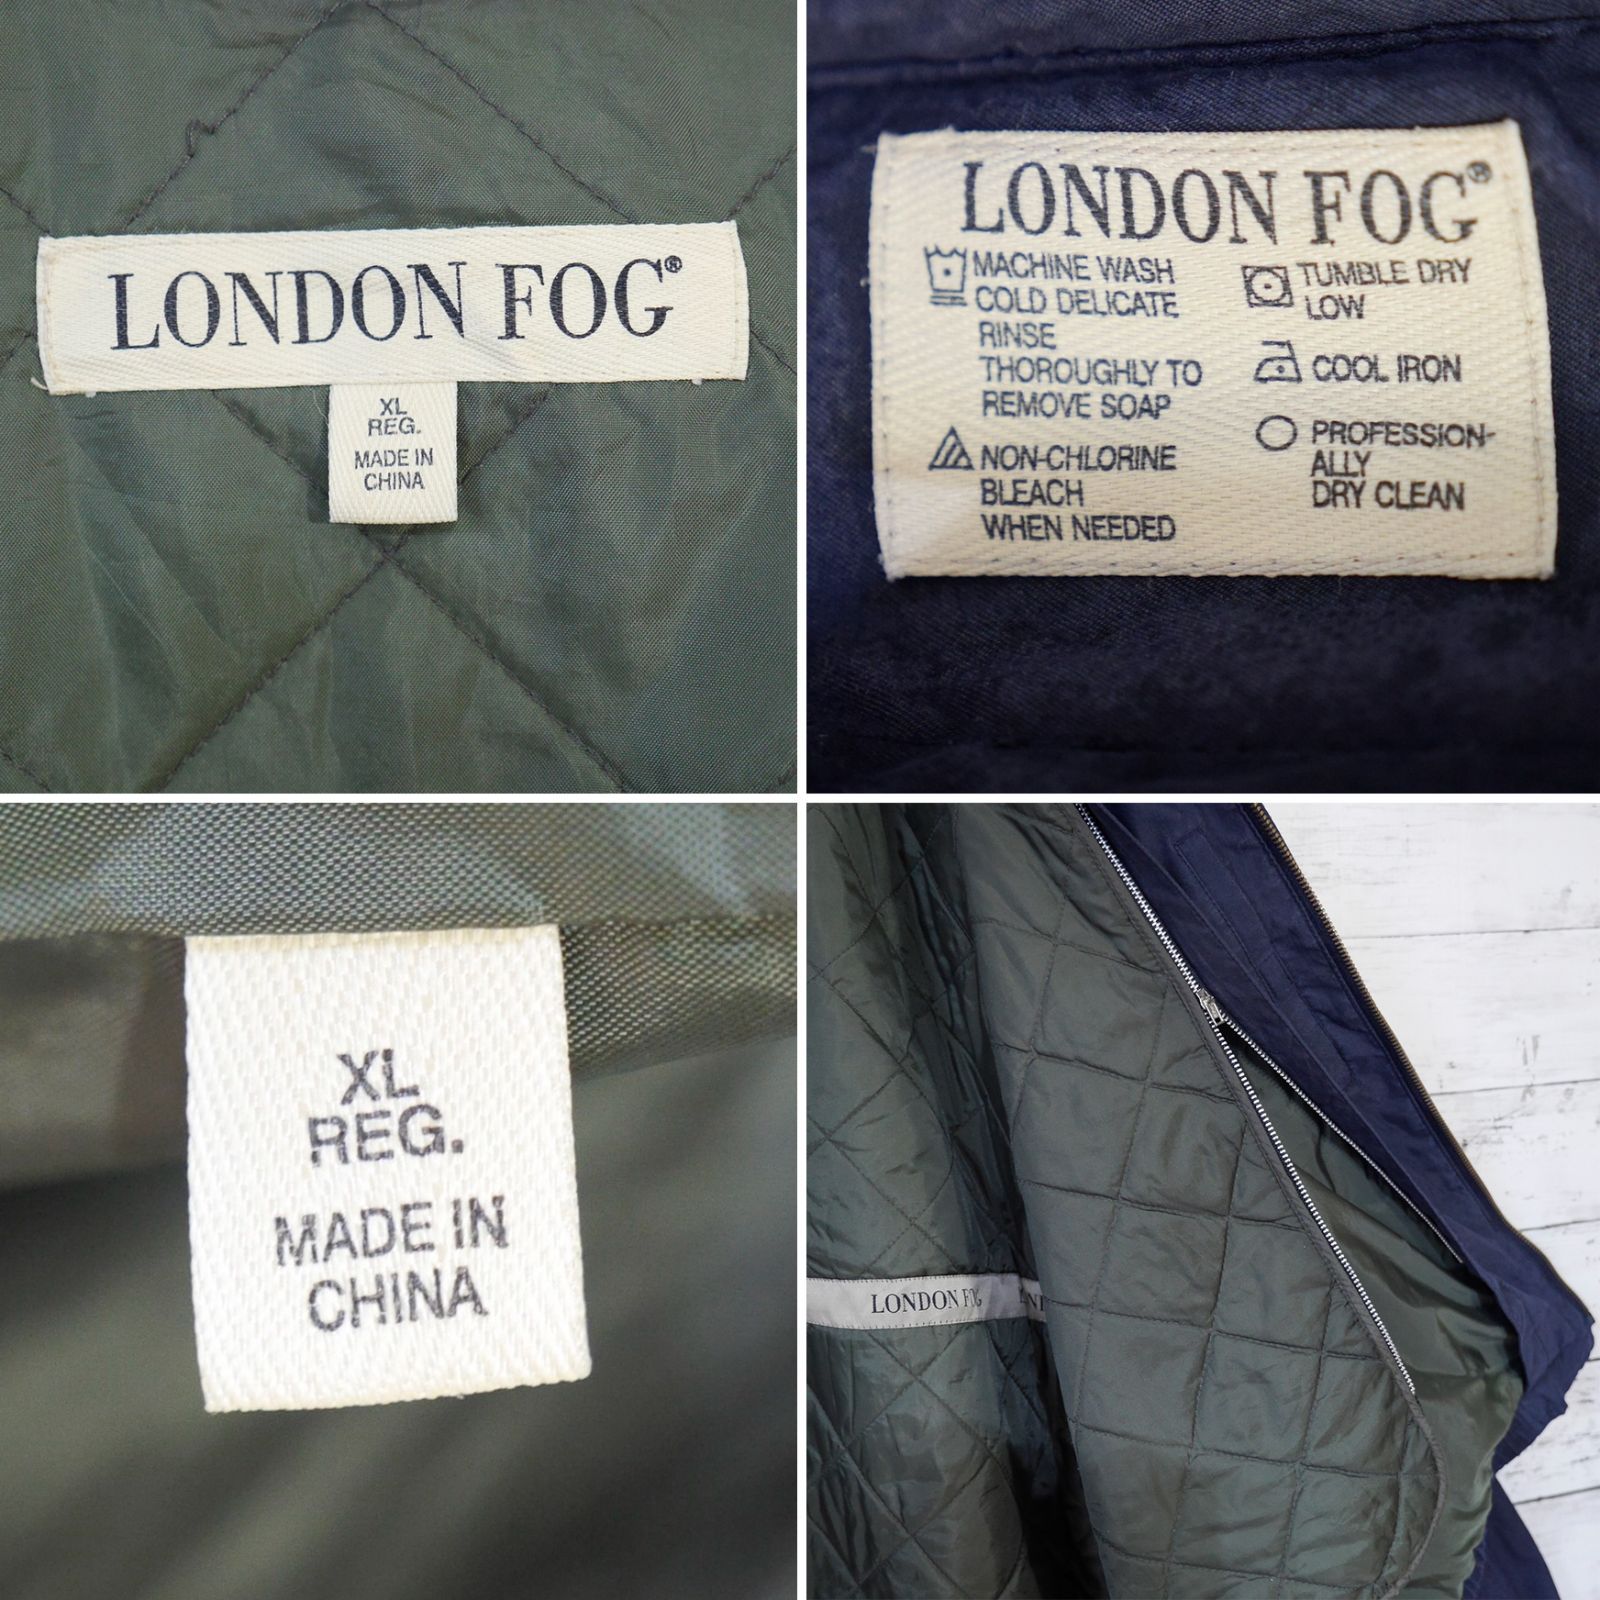 LONDON FOG®
XL
REG.
MADE IN
CHINA
LONDON FOG®
MACHINE WASH
COLD DELICATE
RINSE
THOROUGHLY TO
REMOVE SOAP
NON-CHLORINE
BLEACH
WHEN NEEDED
TUMBLE DRY
LOW
COOL IRON
PROFESSION-
ALLY
DRY CLEAN
XL
REG.
MADE IN
CHINA
LONDON FOG